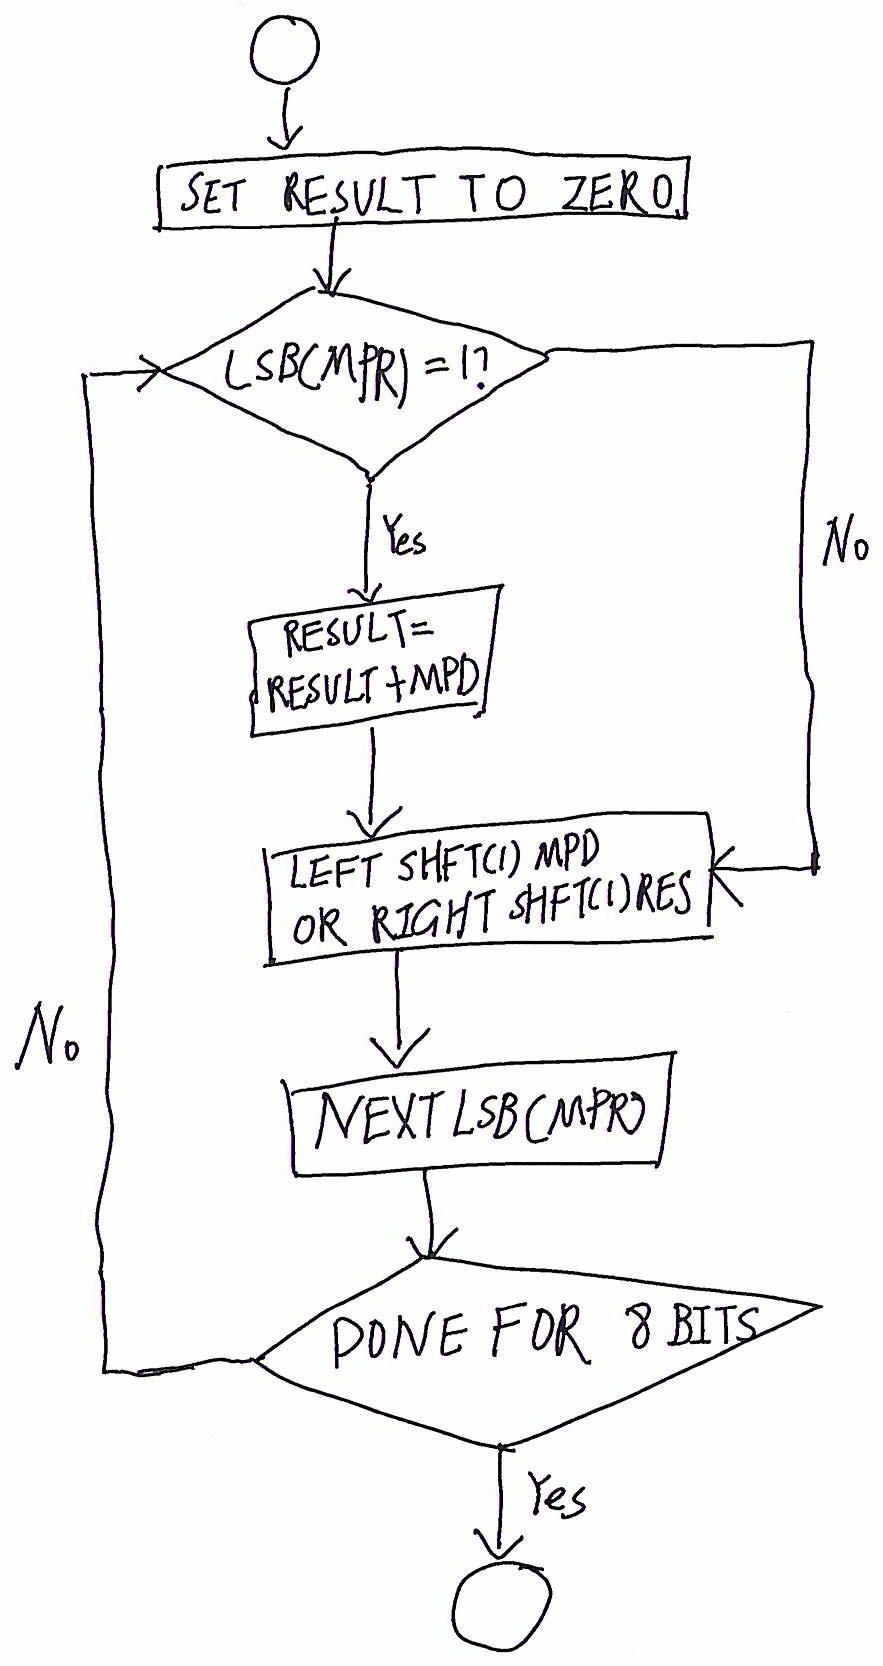 SET RESULT TO ZERO
LSB(MPR) = 1?
No
Yes
RESULT=
RESULT+MPD
LEFT SHFT(1) MPD
OR RIGHT SHFT(1)RES
No
NEXT LSB(MPR)
DONE FOR 8 BITS
Yes